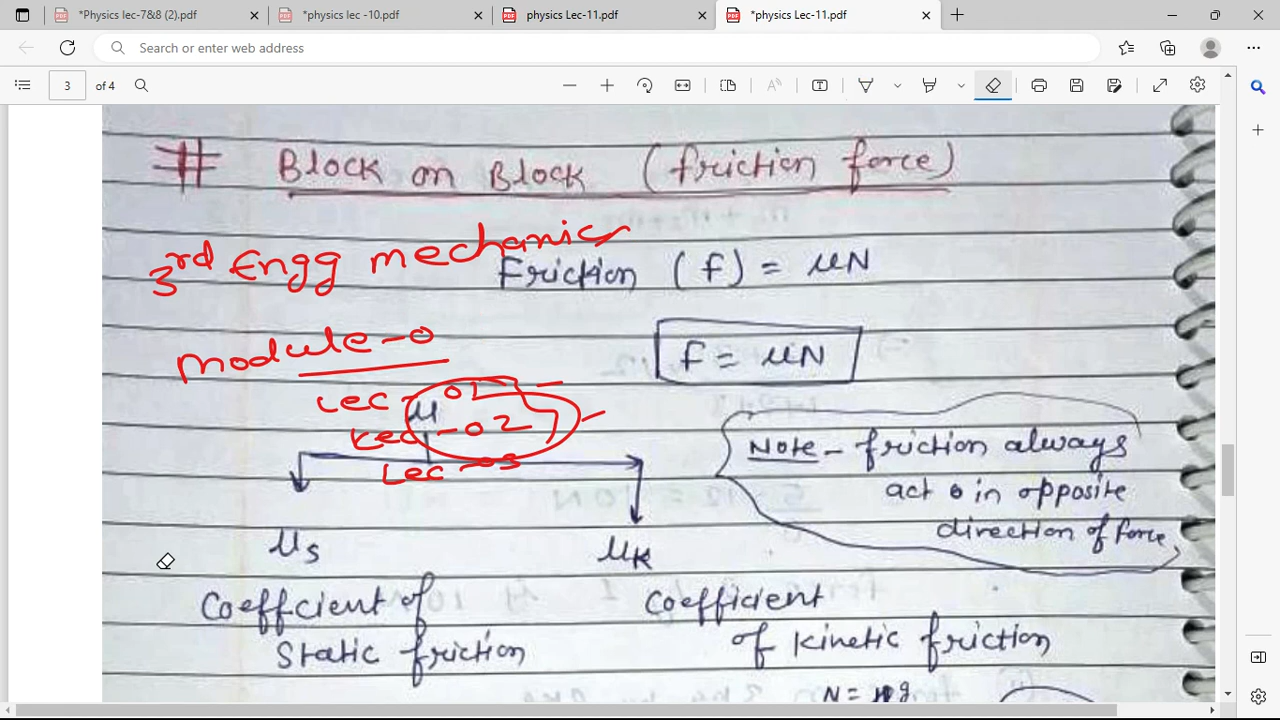 physics lec-7&8 (2).pdf
*physics lec -10.pdf
physics Lec-11.pdf
*physics Lec-11.pdf
Search or enter web address
3
of 4
# Block on Block (friction force)
3rd Engg mechanics
Friction (f) = μN
Module-0
f = μN
Lec - 01
μ
Lec - 02
Lec - 03
Note - friction always
act in opposite
direction of force
μs
μK
Coeffcient of
Static friction
Coefficient
of Kinetic friction